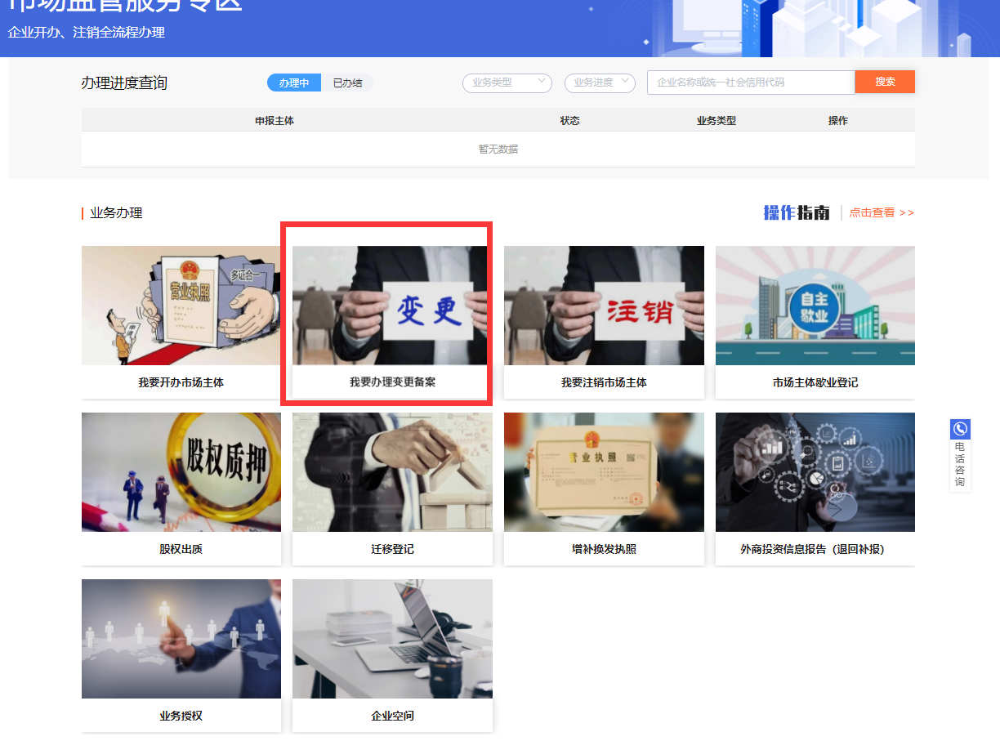 市场监管服务专区
企业开办、注销全流程办理
办理进度查询
办理中 已办结
业务类型 业务进度 企业名称或统一社会信用代码 搜索
申报主体 状态 业务类型 操作
暂无数据
业务办理
操作指南 点击查看 >>
营业执照
多证合一
变更
注销
自主
歇业
我要开办市场主体 我要办理变更备案 我要注销市场主体 市场主体歇业登记
股权质押
营业执照
股权出质 迁移登记 增补换发执照 外商投资信息报告（退回补报）
电话咨询
业务授权 企业空间